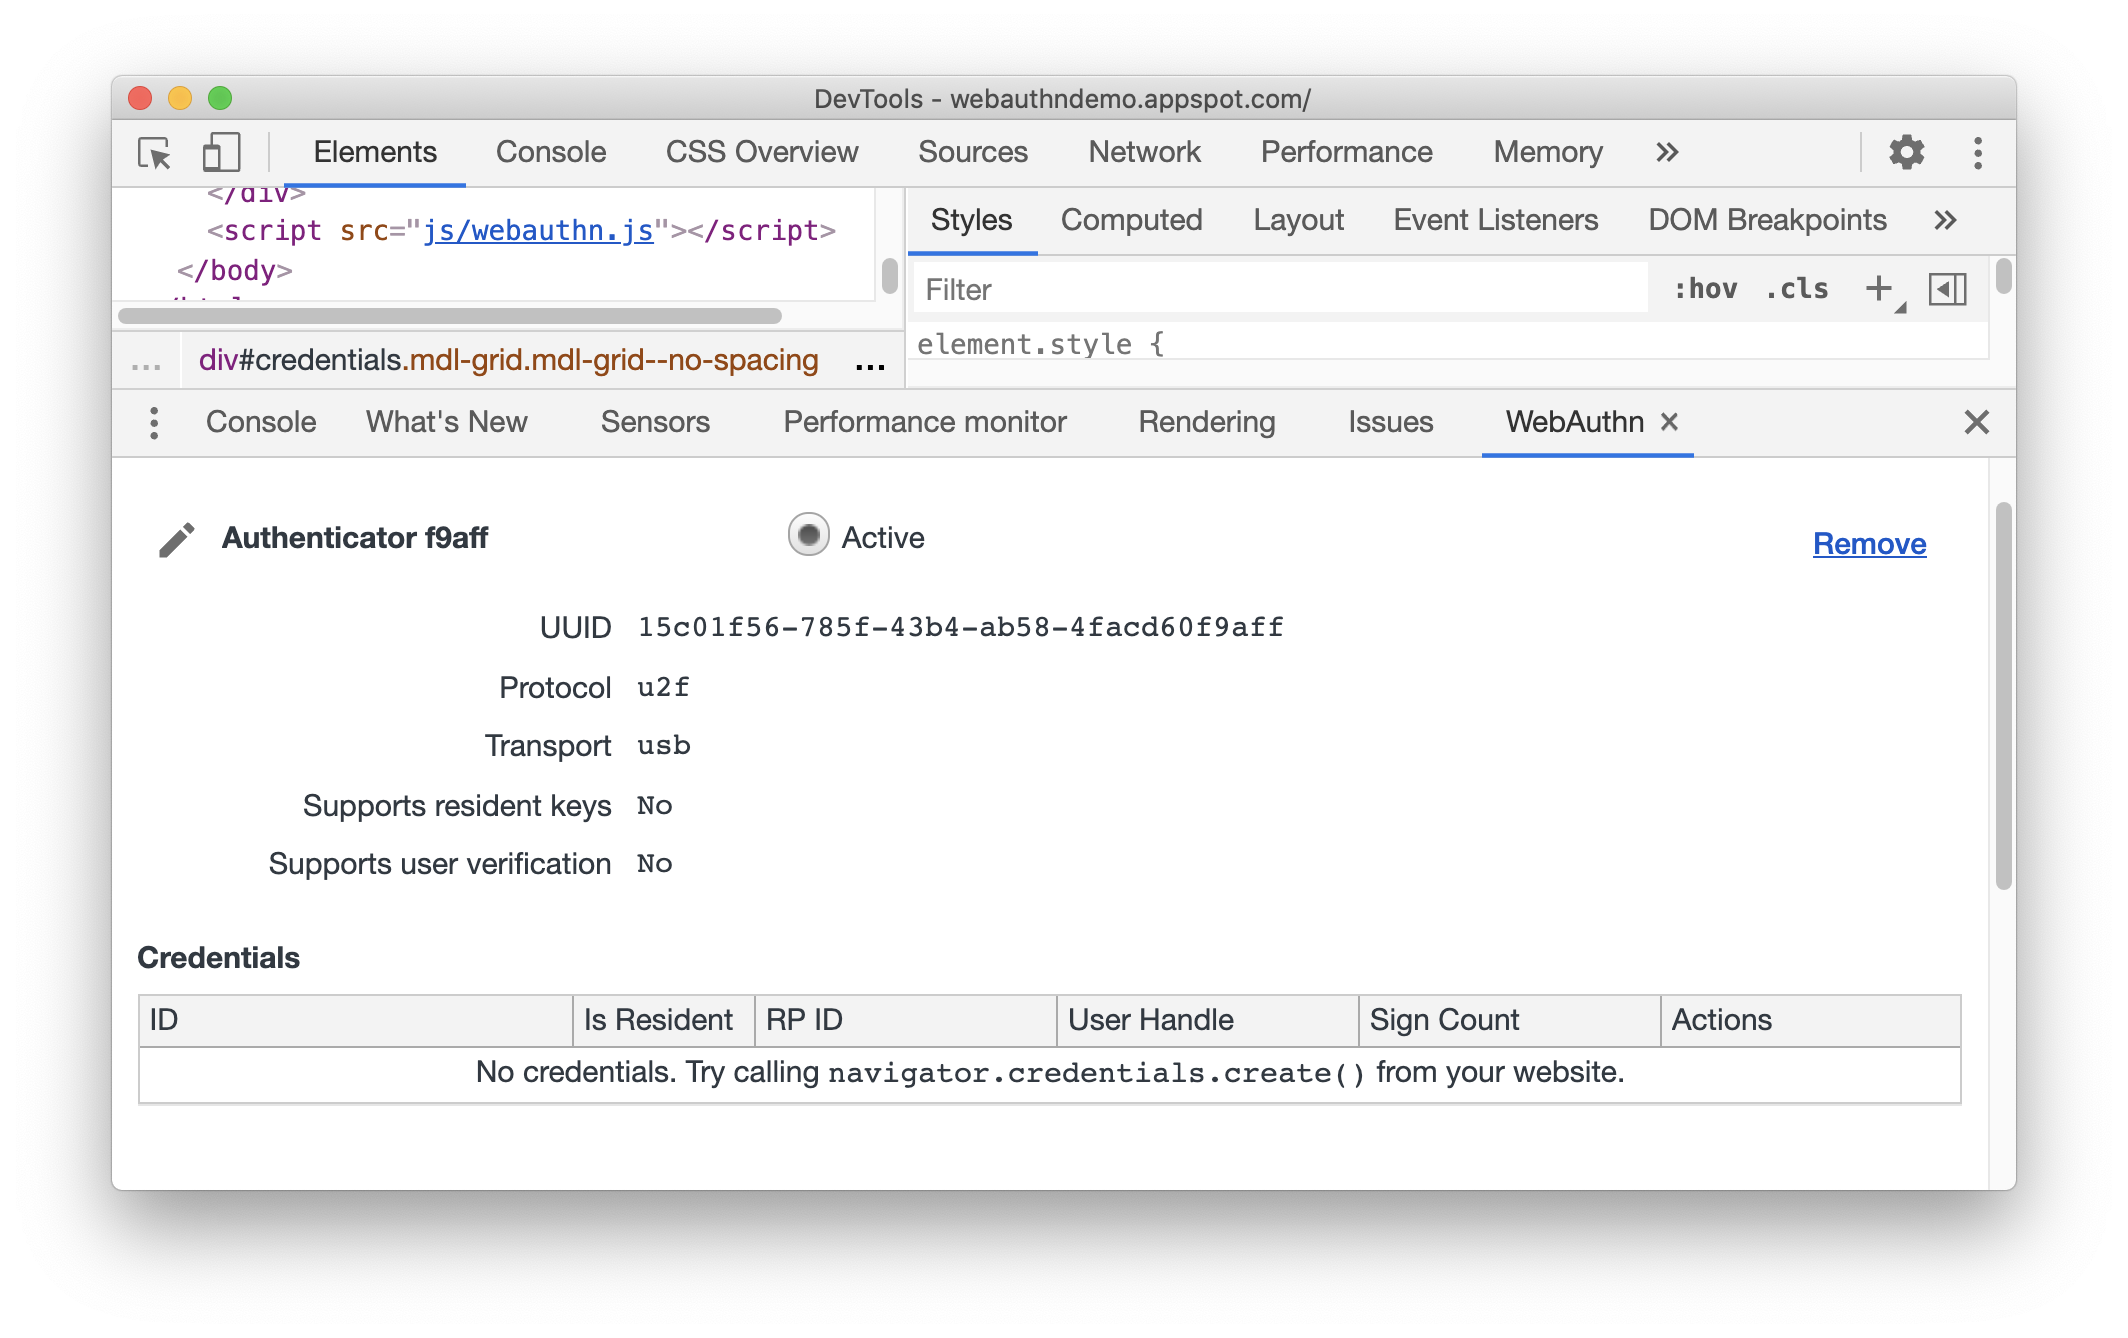 DevTools - webauthndemo.appspot.com/
Elements Console CSS Overview Sources Network Performance Memory »
</div>
<script src="js/webauthn.js"></script>
</body>
... div#credentials.mdl-grid.mdl-grid--no-spacing ...
Styles Computed Layout Event Listeners DOM Breakpoints »
Filter :hov .cls +
element.style {
Console What's New Sensors Performance monitor Rendering Issues WebAuthn ×
Authenticator f9aff Active Remove
UUID 15c01f56-785f-43b4-ab58-4facd60f9aff
Protocol u2f
Transport usb
Supports resident keys No
Supports user verification No
Credentials
ID Is Resident RP ID User Handle Sign Count Actions
No credentials. Try calling navigator.credentials.create() from your website.